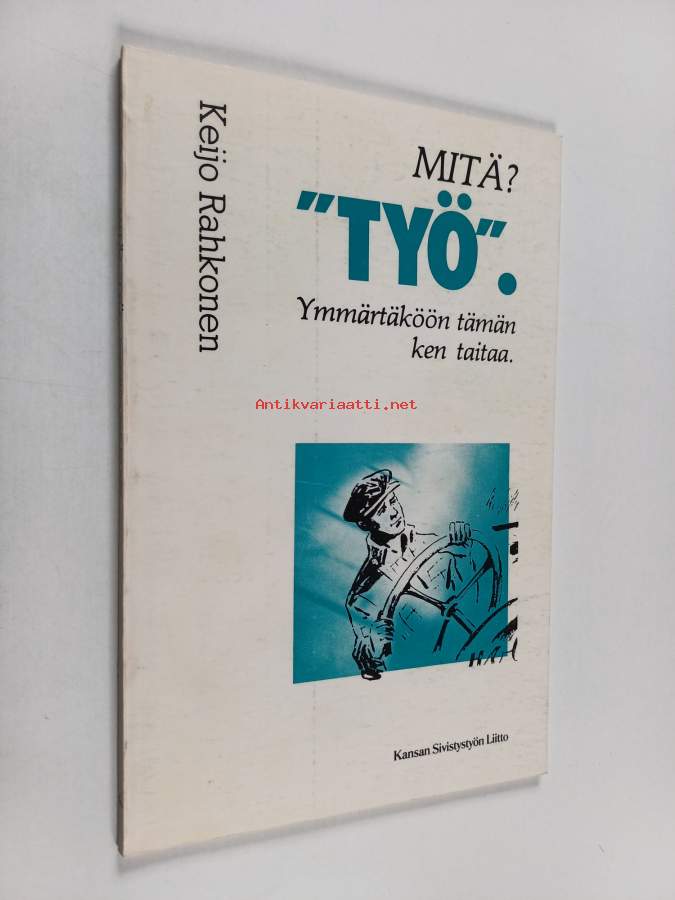 Keijo Rahkonen
MITÄ?
"TYÖ".
Ymmärtäköön tämän
ken taitaa.
Antikvariaatti.net
Kansan Sivistystyön Liitto